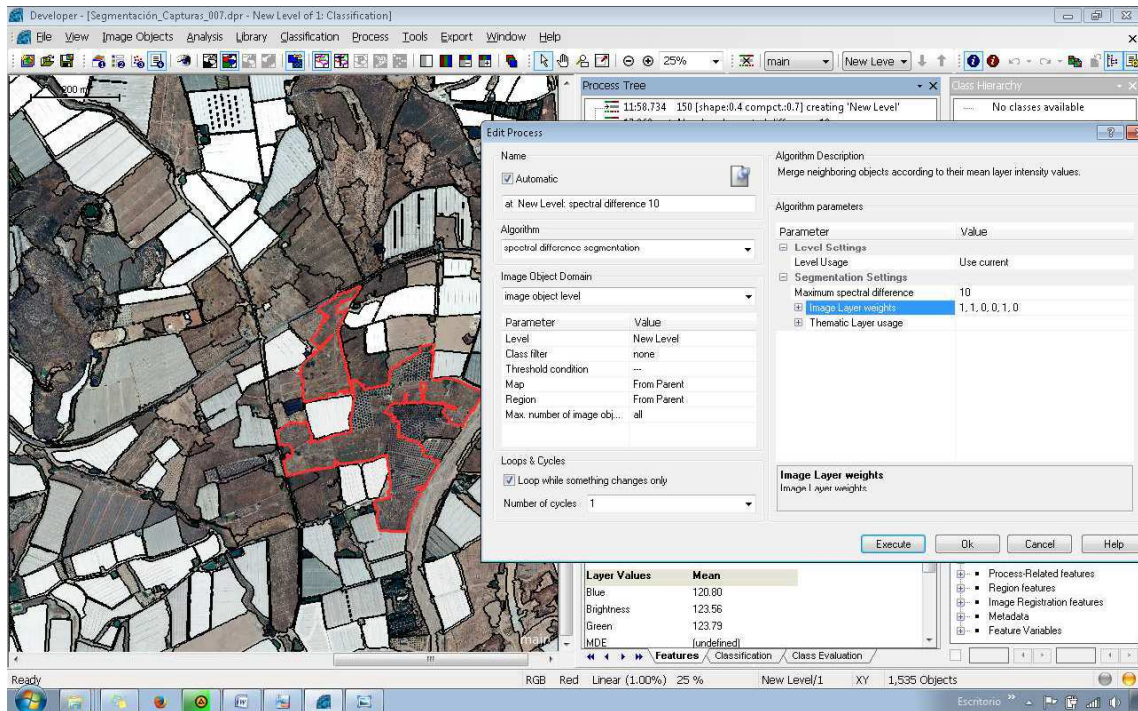 Developer - [Segmentación_Capturas_007.dpr - New Level of 1: Classification]
File View Image Objects Analysis Library Classification Process Tools Export Window Help
25% main New Leve
200 m
Process Tree
11:58.734 150 [shape:0.4 compct.:0.7] creating 'New Level'
Class Hierarchy
No classes available
Edit Process
Name
Automatic
at New Level: spectral difference 10
Algorithm
spectral difference segmentation
Image Object Domain
image object level
Parameter Value
Level New Level
Class filter none
Threshold condition ---
Map From Parent
Region From Parent
Max. number of image obj... all
Loops & Cycles
Loop while something changes only
Number of cycles 1
Algorithm Description
Merge neighboring objects according to their mean layer intensity values.
Algorithm parameters
Parameter Value
Level Settings
Level Usage Use current
Segmentation Settings
Maximum spectral difference 10
Image Layer weights 1, 1, 0, 0, 1, 0
Thematic Layer usage
Image Layer weights
Image Layer weights
Execute Ok Cancel Help
Layer Values Mean
Blue 120.80
Brightness 123.56
Green 123.79
MDE (undefined)
Features Classification Class Evaluation
Process-Related features
Region features
Image Registration features
Metadata
Feature Variables
main
Ready RGB Red Linear (1.00%) 25 % New Level/1 XY 1,535 Objects
Escritorio